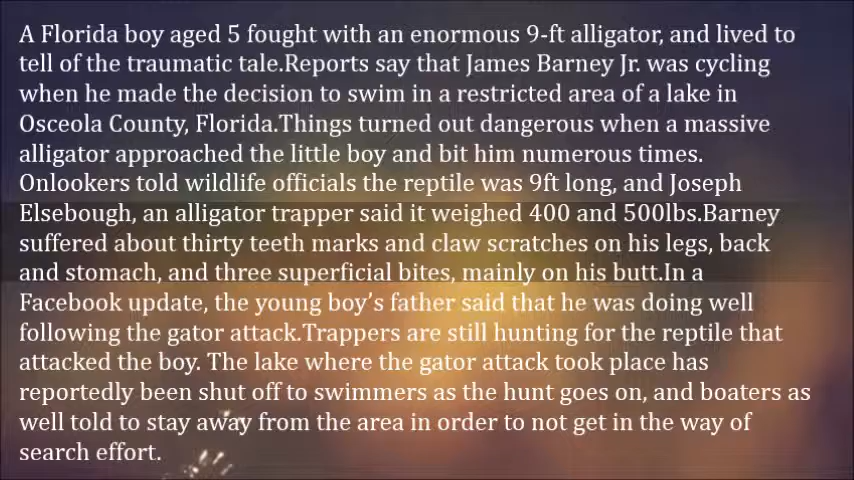 A Florida boy aged 5 fought with an enormous 9-ft alligator, and lived to
tell of the traumatic tale.Reports say that James Barney Jr. was cycling
when he made the decision to swim in a restricted area of a lake in
Osceola County, Florida.Things turned out dangerous when a massive
alligator approached the little boy and bit him numerous times.
Onlookers told wildlife officials the reptile was 9ft long, and Joseph
Elsebough, an alligator trapper said it weighed 400 and 500lbs.Barney
suffered about thirty teeth marks and claw scratches on his legs, back
and stomach, and three superficial bites, mainly on his butt.In a
Facebook update, the young boy’s father said that he was doing well
following the gator attack.Trappers are still hunting for the reptile that
attacked the boy. The lake where the gator attack took place has
reportedly been shut off to swimmers as the hunt goes on, and boaters as
well told to stay away from the area in order to not get in the way of
search effort.